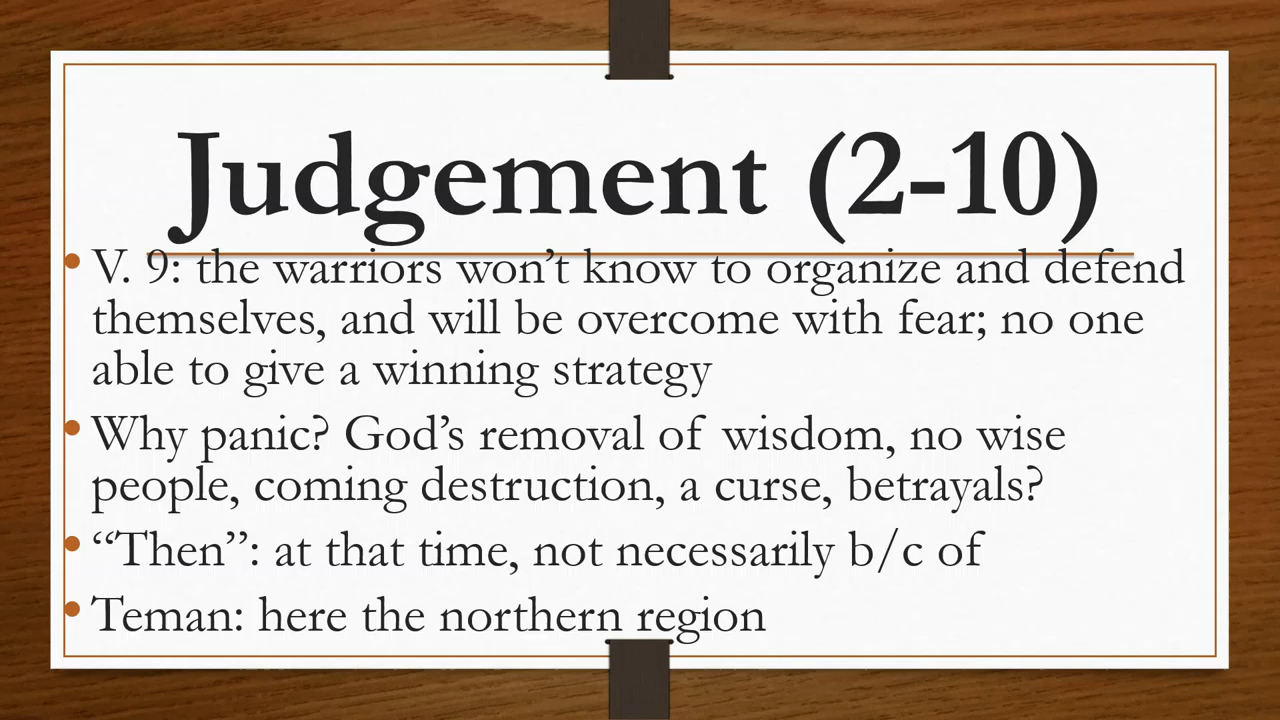 Judgement (2-10)
• V. 9: the warriors won’t know to organize and defend
themselves, and will be overcome with fear; no one
able to give a winning strategy
• Why panic? God’s removal of wisdom, no wise
people, coming destruction, a curse, betrayals?
• “Then”: at that time, not necessarily b/c of
• Teman: here the northern region